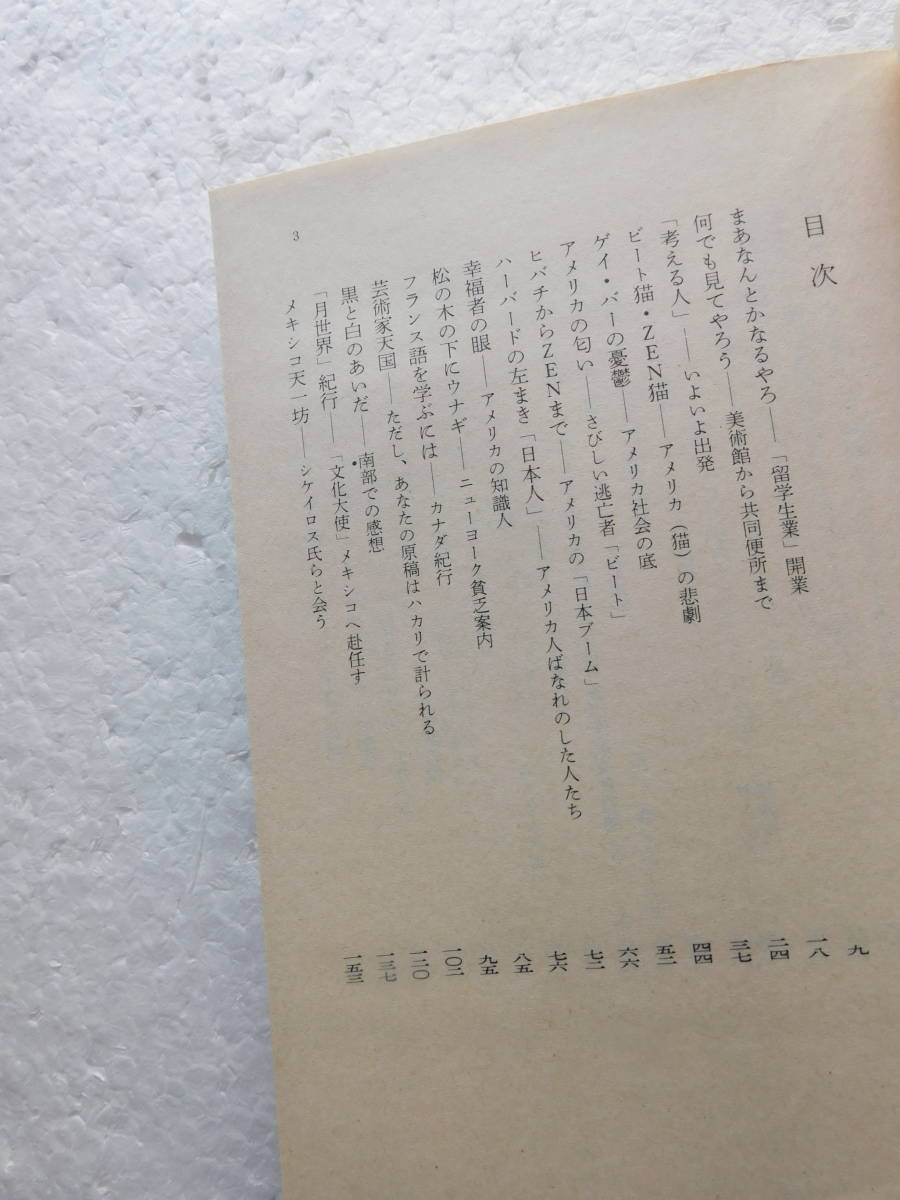 目次
まあなんとかなるやろ——「留学生業」開業 九
何でも見てやろう——美術館から共同便所まで 一八
「考える人」——いよいよ出発 二四
ビート猫・ZEN猫——アメリカ（猫）の悲劇 三七
ゲイ・バーの憂鬱——アメリカ社会の底 四四
アメリカの匂い——さびしい逃亡者「ビート」 五二
ヒバチからZENまで——アメリカの「日本ブーム」 六六
ハーバードの左まき「日本人」——アメリカ人ばなれのした人たち 七二
幸福者の眼——アメリカの知識人 七六
松の木の下にウナギ——ニューヨーク貧乏案内 八五
フランス語を学ぶには——カナダ紀行 九五
芸術家天国——ただし、あなたの原稿はハカリで計られる 一〇二
黒と白のあいだ——南部での感想 一二〇
「月世界」紀行——「文化大使」メキシコへ赴任す 一三七
メキシコ天一坊——シケイロス氏らと会う 一五三
3